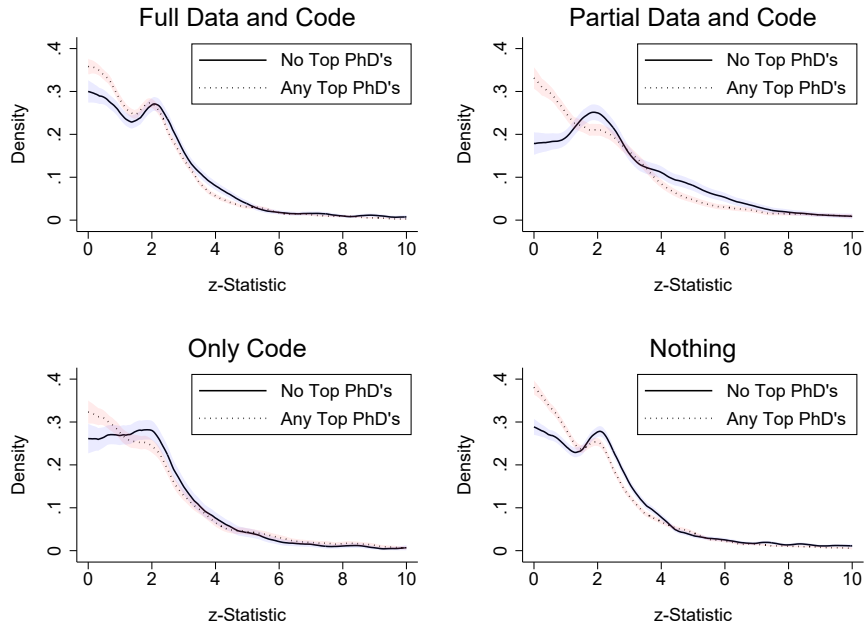 Full Data and Code
No Top PhD's
Any Top PhD's
Density
0 .1 .2 .3 .4
0 2 4 6 8 10
z-Statistic
Partial Data and Code
No Top PhD's
Any Top PhD's
Density
0 .1 .2 .3 .4
0 2 4 6 8 10
z-Statistic
Only Code
No Top PhD's
Any Top PhD's
Density
0 .1 .2 .3 .4
0 2 4 6 8 10
z-Statistic
Nothing
No Top PhD's
Any Top PhD's
Density
0 .1 .2 .3 .4
0 2 4 6 8 10
z-Statistic